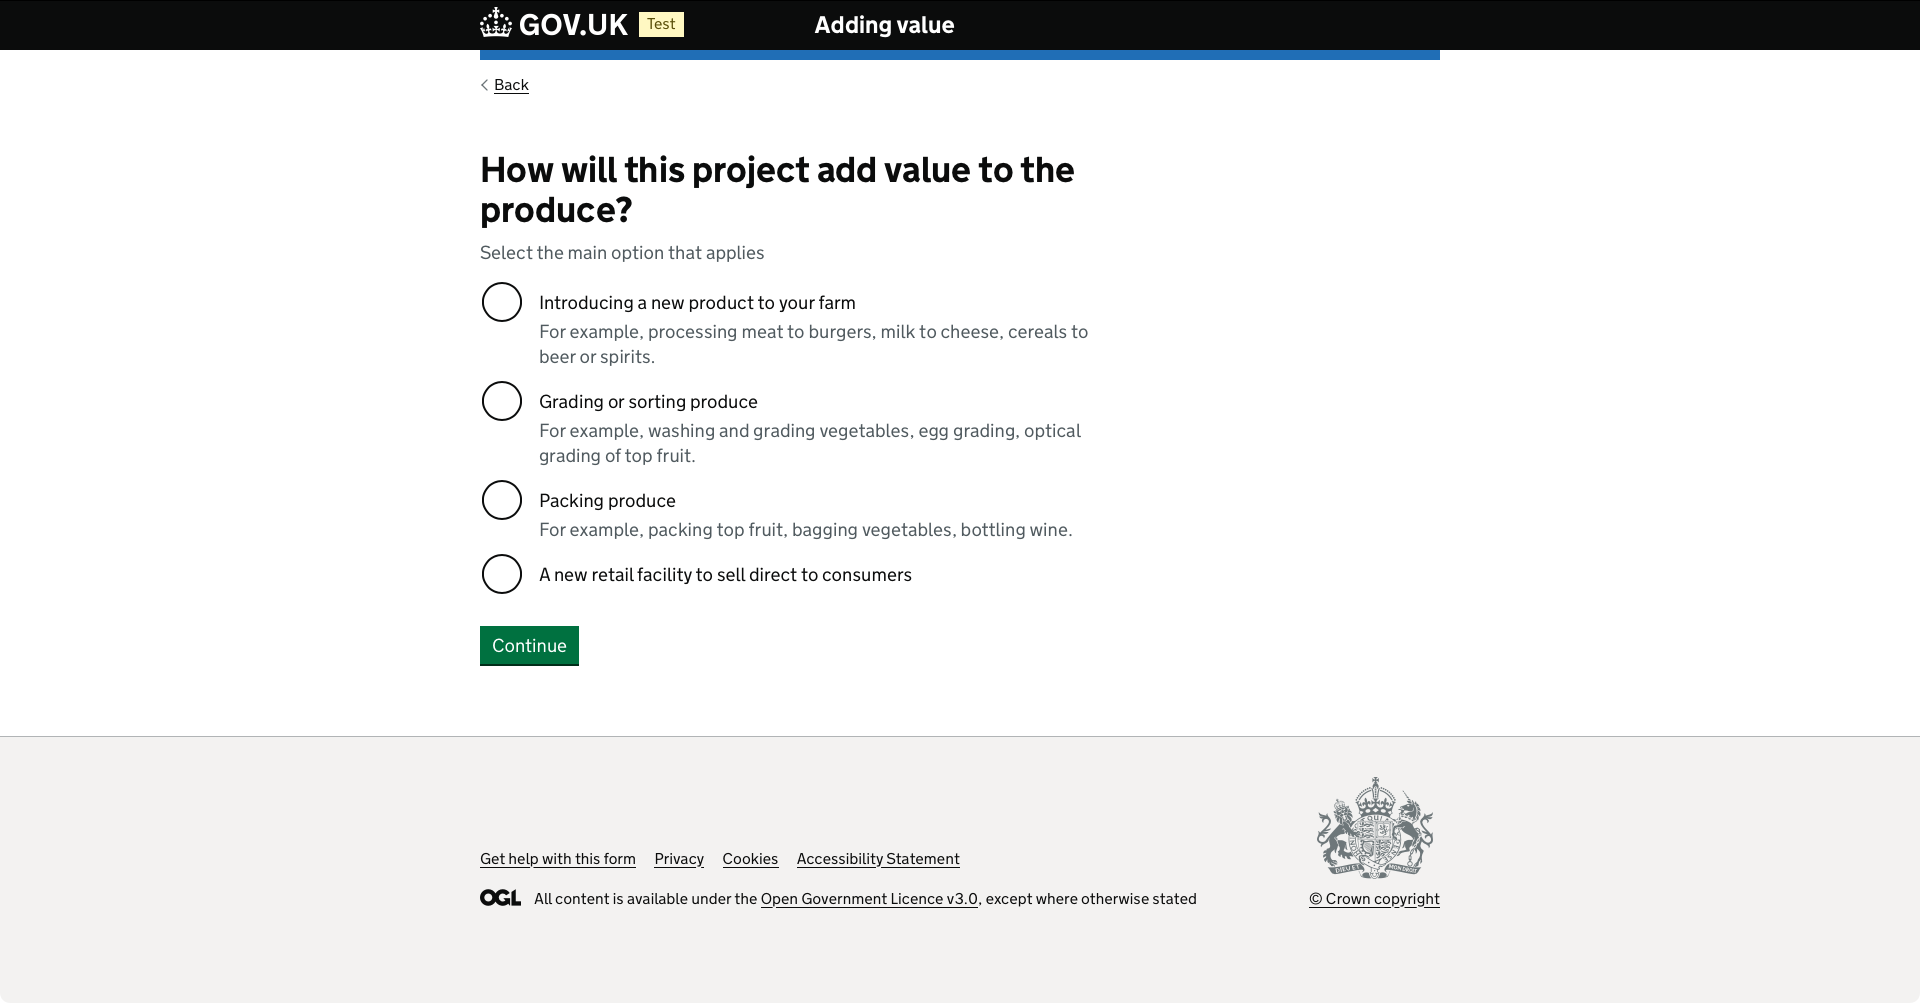 GOV.UK Test Adding value
Back
How will this project add value to the
produce?
Select the main option that applies
Introducing a new product to your farm
For example, processing meat to burgers, milk to cheese, cereals to
beer or spirits.
Grading or sorting produce
For example, washing and grading vegetables, egg grading, optical
grading of top fruit.
Packing produce
For example, packing top fruit, bagging vegetables, bottling wine.
A new retail facility to sell direct to consumers
Continue
Get help with this form Privacy Cookies Accessibility Statement
OGL All content is available under the Open Government Licence v3.0, except where otherwise stated
© Crown copyright